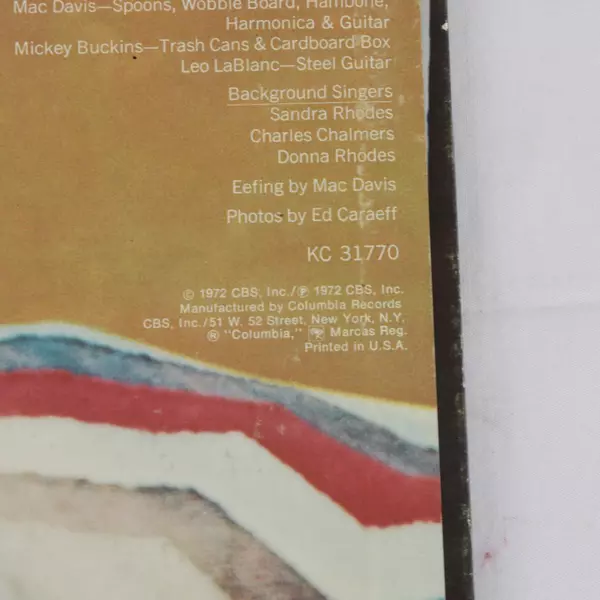 Mac Davis—Spoons, Wobble Board, Hambone,
Harmonica & Guitar
Mickey Buckins—Trash Cans & Cardboard Box
Leo LaBlanc—Steel Guitar
Background Singers
Sandra Rhodes
Charles Chalmers
Donna Rhodes
Eefing by Mac Davis
Photos by Ed Caraeff
KC 31770
© 1972 CBS, Inc./℗ 1972 CBS, Inc.
Manufactured by Columbia Records
CBS, Inc./51 W. 52 Street, New York, N.Y.
® "Columbia," Marcas Reg.
Printed in U.S.A.